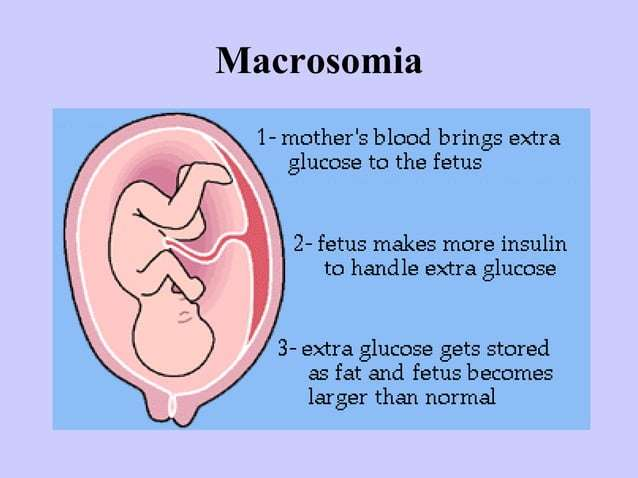 Macrosomia
1- mother's blood brings extra
glucose to the fetus
2- fetus makes more insulin
to handle extra glucose
3- extra glucose gets stored
as fat and fetus becomes
larger than normal